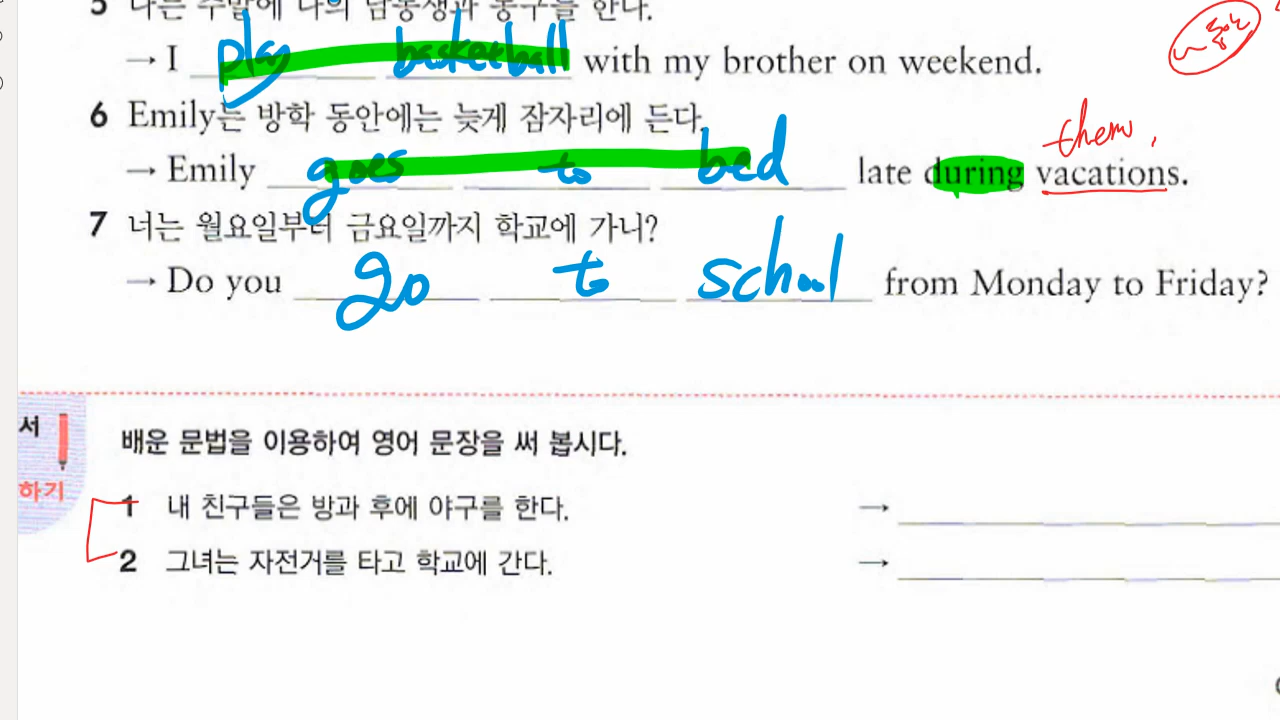 5 나는 주말에 나의 남동생과 농구를 한다.
→ I play basketball with my brother on weekend.
6 Emily는 방학 동안에는 늦게 잠자리에 든다.
them,
→ Emily goes to bed late during vacations.
7 너는 월요일부터 금요일까지 학교에 가니?
→ Do you go to school from Monday to Friday?
서
배운 문법을 이용하여 영어 문장을 써 봅시다.
하기
1 내 친구들은 방과 후에 야구를 한다. →
2 그녀는 자전거를 타고 학교에 간다. →